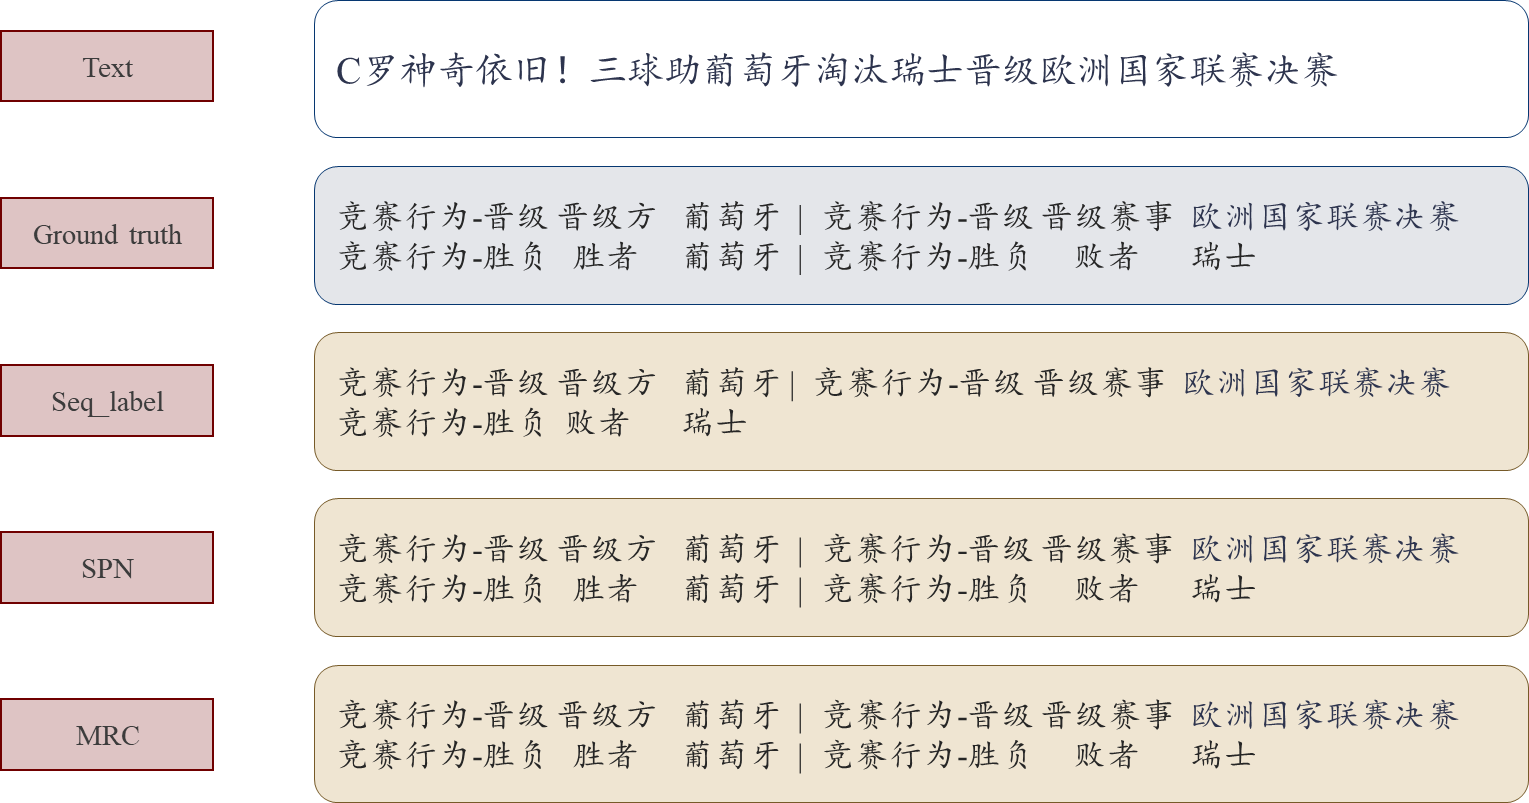 Text
C罗神奇依旧！三球助葡萄牙淘汰瑞士晋级欧洲国家联赛决赛
Ground truth
竞赛行为-晋级 晋级方 葡萄牙 | 竞赛行为-晋级 晋级赛事 欧洲国家联赛决赛
竞赛行为-胜负 胜者 葡萄牙 | 竞赛行为-胜负 败者 瑞士
Seq_label
竞赛行为-晋级 晋级方 葡萄牙 | 竞赛行为-晋级 晋级赛事 欧洲国家联赛决赛
竞赛行为-胜负 败者 瑞士
SPN
竞赛行为-晋级 晋级方 葡萄牙 | 竞赛行为-晋级 晋级赛事 欧洲国家联赛决赛
竞赛行为-胜负 胜者 葡萄牙 | 竞赛行为-胜负 败者 瑞士
MRC
竞赛行为-晋级 晋级方 葡萄牙 | 竞赛行为-晋级 晋级赛事 欧洲国家联赛决赛
竞赛行为-胜负 胜者 葡萄牙 | 竞赛行为-胜负 败者 瑞士